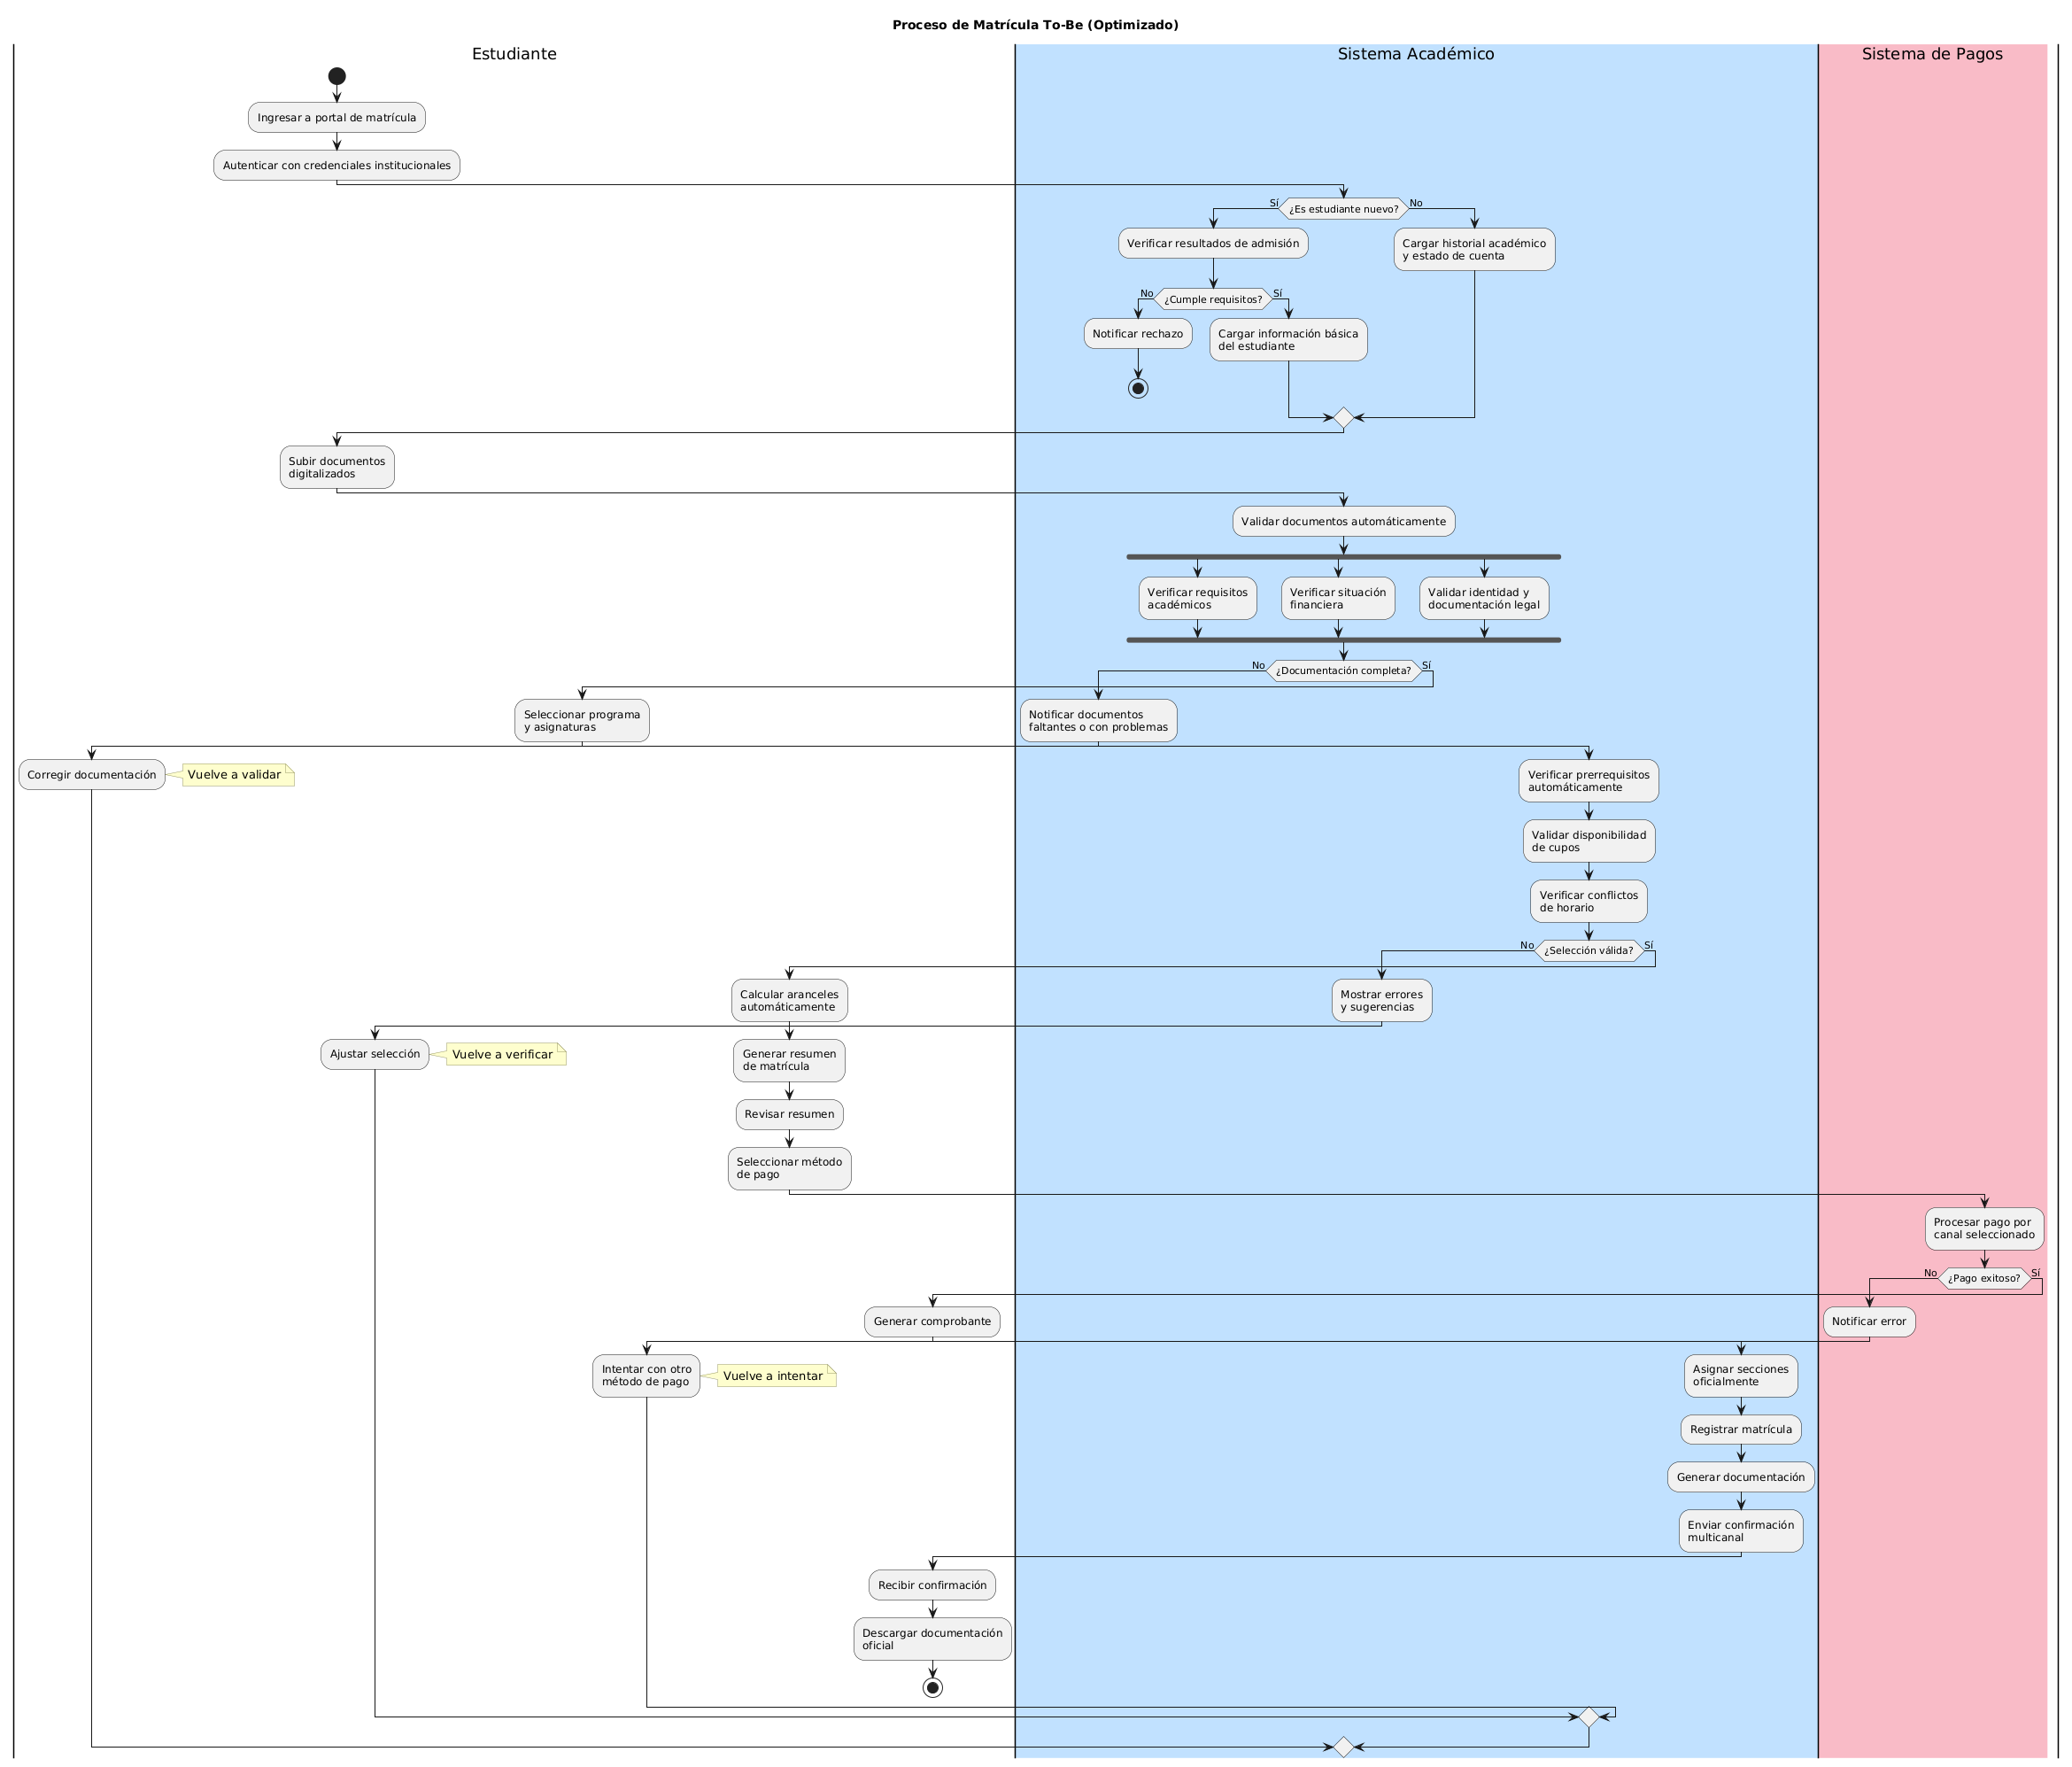 Proceso de Matrícula To-Be (Optimizado)
Estudiante
Sistema Académico
Sistema de Pagos
Ingresar a portal de matrícula
Autenticar con credenciales institucionales
Sí
¿Es estudiante nuevo?
No
Verificar resultados de admisión
Cargar historial académico
y estado de cuenta
No
¿Cumple requisitos?
Sí
Notificar rechazo
Cargar información básica
del estudiante
Subir documentos
digitalizados
Validar documentos automáticamente
Verificar requisitos
académicos
Verificar situación
financiera
Validar identidad y
documentación legal
No
¿Documentación completa?
Sí
Seleccionar programa
y asignaturas
Notificar documentos
faltantes o con problemas
Corregir documentación
Vuelve a validar
Verificar prerrequisitos
automáticamente
Validar disponibilidad
de cupos
Verificar conflictos
de horario
No
¿Selección válida?
Sí
Calcular aranceles
automáticamente
Mostrar errores
y sugerencias
Ajustar selección
Vuelve a verificar
Generar resumen
de matrícula
Revisar resumen
Seleccionar método
de pago
Procesar pago por
canal seleccionado
No
¿Pago exitoso?
Sí
Generar comprobante
Notificar error
Intentar con otro
método de pago
Vuelve a intentar
Asignar secciones
oficialmente
Registrar matrícula
Generar documentación
Enviar confirmación
multicanal
Recibir confirmación
Descargar documentación
oficial